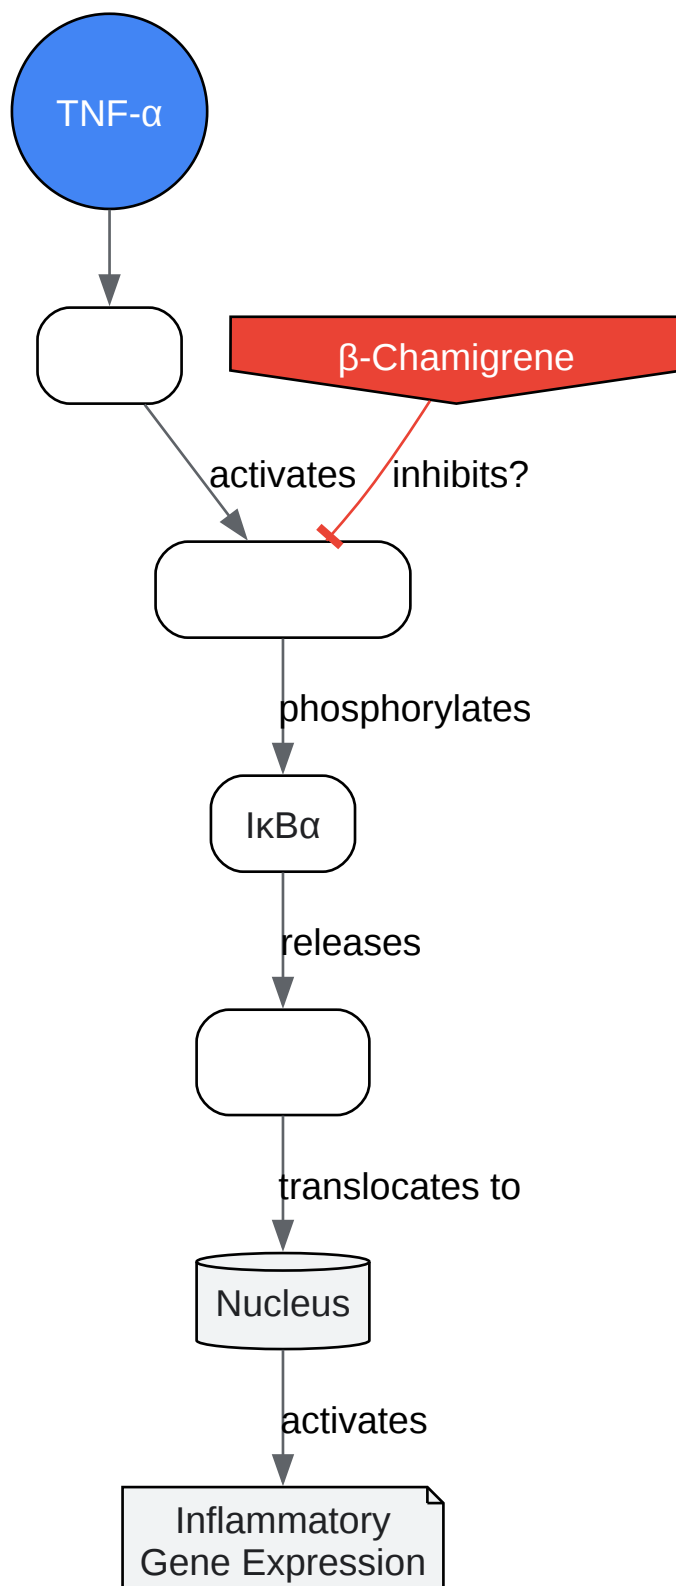 TNF-α
β-Chamigrene
activates
inhibits?
phosphorylates
IκBα
releases
translocates to
Nucleus
activates
Inflammatory
Gene Expression